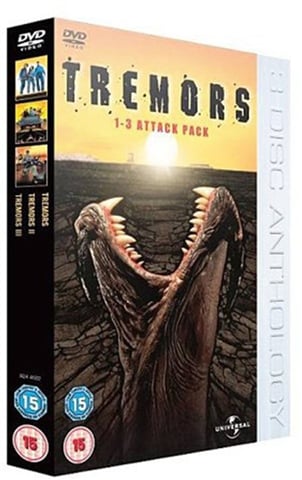 DVD
VIDEO
TREMORS
TREMORS II
TREMORS III
15
15
DVD
VIDEO
TREMORS
1-3 ATTACK PACK
15
15
UNIVERSAL
3 DISC ANTHOLOGY